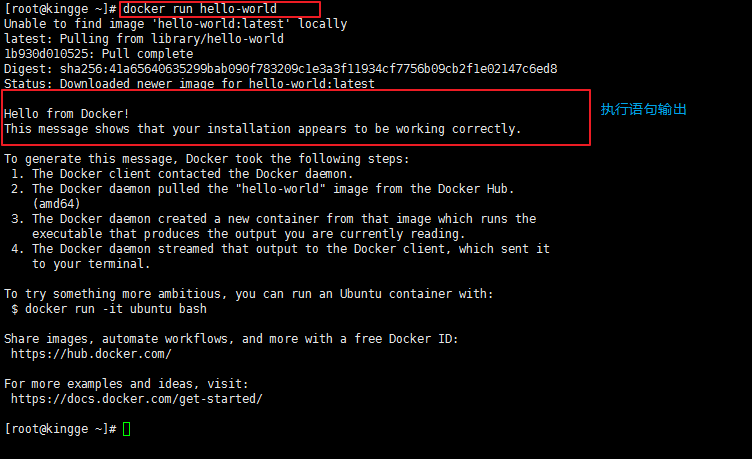 [root@kingge ~]# docker run hello-world
Unable to find image 'hello-world:latest' locally
latest: Pulling from library/hello-world
1b930d010525: Pull complete
Digest: sha256:41a65640635299bab090f783209c1e3a3f11934cf7756b09cb2f1e02147c6ed8
Status: Downloaded newer image for hello-world:latest
Hello from Docker!
This message shows that your installation appears to be working correctly.
执行语句输出
To generate this message, Docker took the following steps:
1. The Docker client contacted the Docker daemon.
2. The Docker daemon pulled the "hello-world" image from the Docker Hub.
(amd64)
3. The Docker daemon created a new container from that image which runs the
executable that produces the output you are currently reading.
4. The Docker daemon streamed that output to the Docker client, which sent it
to your terminal.
To try something more ambitious, you can run an Ubuntu container with:
$ docker run -it ubuntu bash
Share images, automate workflows, and more with a free Docker ID:
https://hub.docker.com/
For more examples and ideas, visit:
https://docs.docker.com/get-started/
[root@kingge ~]#